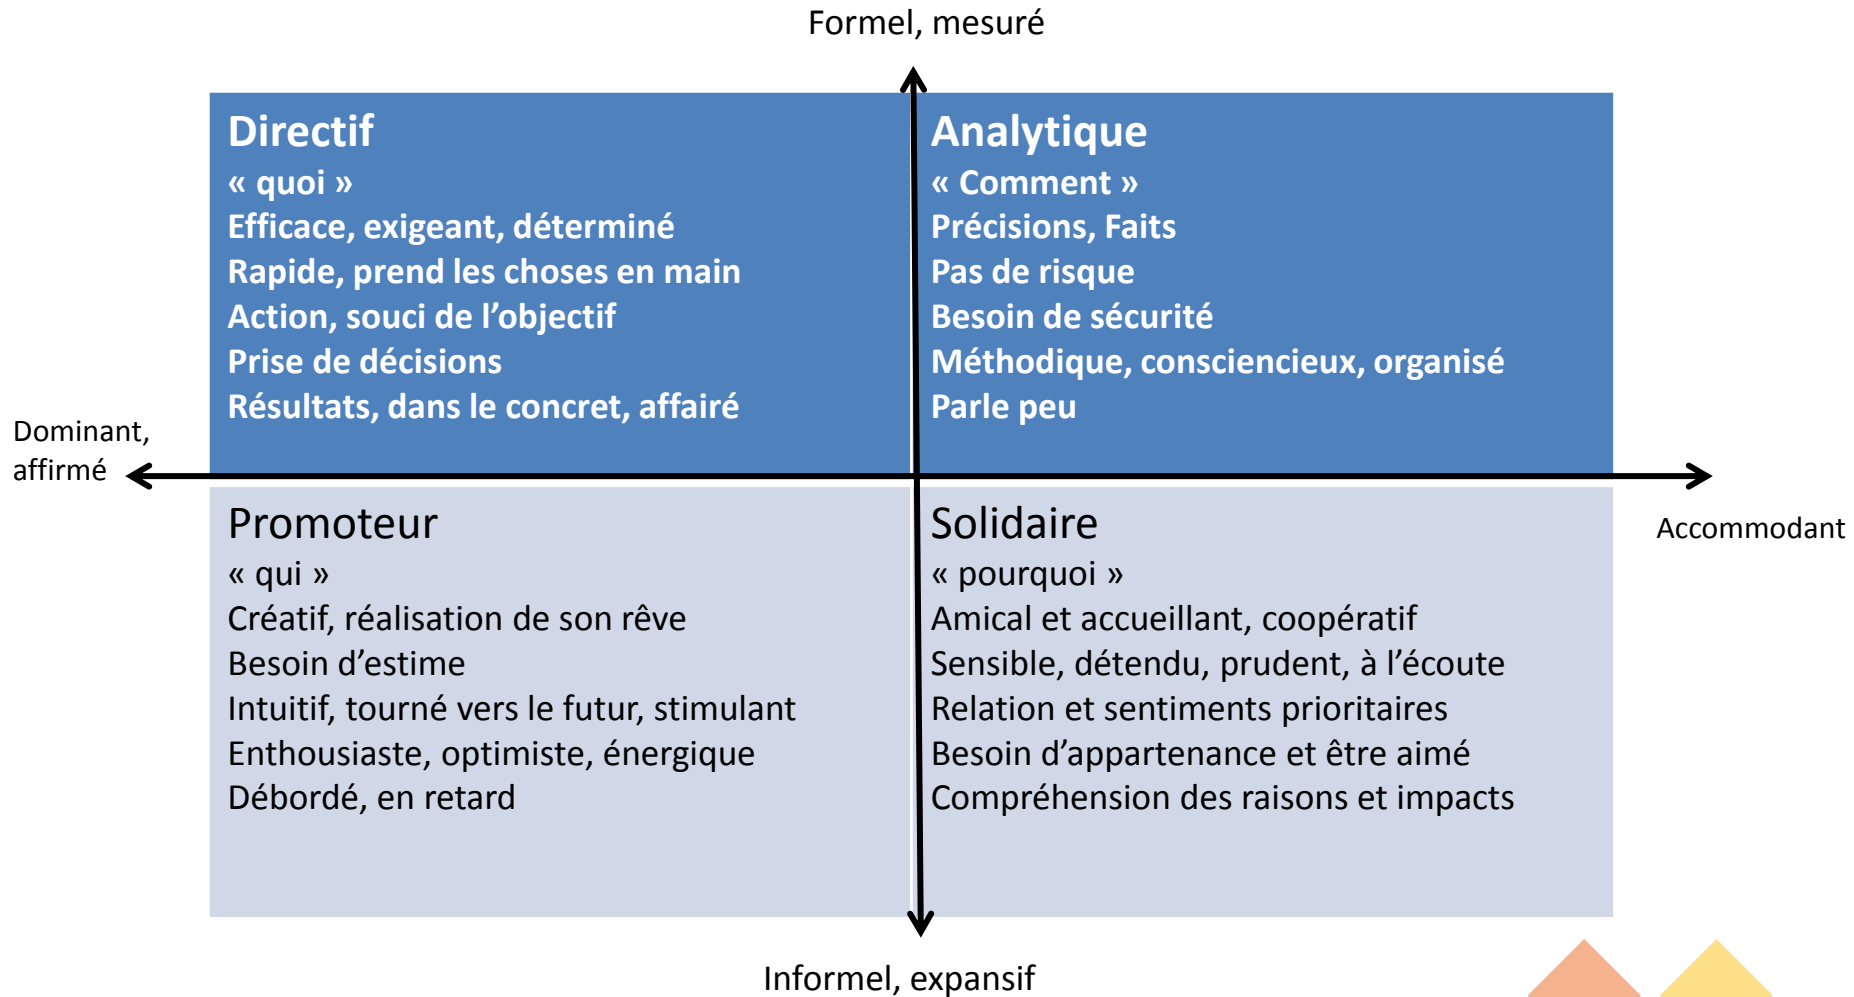 Formel, mesuré
Directif
« quoi »
Efficace, exigeant, déterminé
Rapide, prend les choses en main
Action, souci de l’objectif
Prise de décisions
Résultats, dans le concret, affairé
Analytique
« Comment »
Précisions, Faits
Pas de risque
Besoin de sécurité
Méthodique, consciencieux, organisé
Parle peu
Dominant,
affirmé
Accommodant
Promoteur
« qui »
Créatif, réalisation de son rêve
Besoin d’estime
Intuitif, tourné vers le futur, stimulant
Enthousiaste, optimiste, énergique
Débordé, en retard
Solidaire
« pourquoi »
Amical et accueillant, coopératif
Sensible, détendu, prudent, à l’écoute
Relation et sentiments prioritaires
Besoin d’appartenance et être aimé
Compréhension des raisons et impacts
Informel, expansif